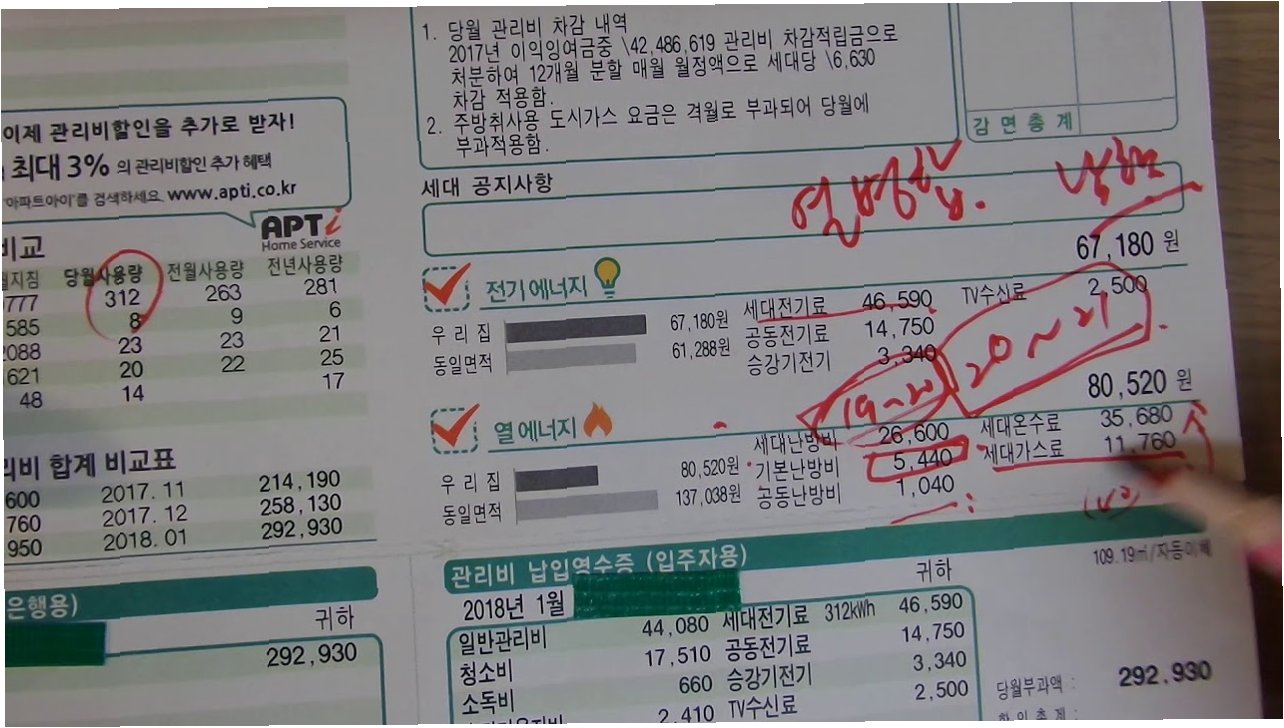 1. 당월 관리비 차감 내역
2017년 이익잉여금중 \42,486,619 관리비 차감적립금으로
처분하여 12개월 분할 매월 월정액으로 세대당 \6,630
차감 적용함.
2. 주방취사용 도시가스 요금은 격월로 부과되어 당월에
부과적용함.
감 면 총 계
이제 관리비할인을 추가로 받자!
최대 3% 의 관리비할인 추가 혜택
'아파트아이'를 검색하세요. www.apti.co.kr
APTi
Home Service
세대 공지사항
비교
월지침 당월사용량 전월사용량 전년사용량
777 312 263 281
585 8 9 6
2088 23 23 21
621 20 22 25
48 14 17
전기에너지
67,180 원
우 리 집 67,180원
동일면적 61,288원
세대전기료 46,590 TV수신료 2,500
공동전기료 14,750
승강기전기 3,340
19~20
20~21
열에너지
80,520 원
우 리 집 80,520원
동일면적 137,038원
세대난방비 26,600 세대온수료 35,680
기본난방비 5,440 세대가스료 11,760
공동난방비 1,040
리비 합계 비교표
600 2017. 11 214,190
760 2017. 12 258,130
950 2018. 01 292,930
은행용)
귀하
292,930
관리비 납입영수증 (입주자용)
109.19㎡/자동이체
2018년 1월 귀하
일반관리비 44,080 세대전기료 312kWh 46,590
청소비 17,510 공동전기료 14,750
소독비 660 승강기전기 3,340
2,410 TV수신료 2,500
당월부과액 : 292,930
할 인 총 계 :